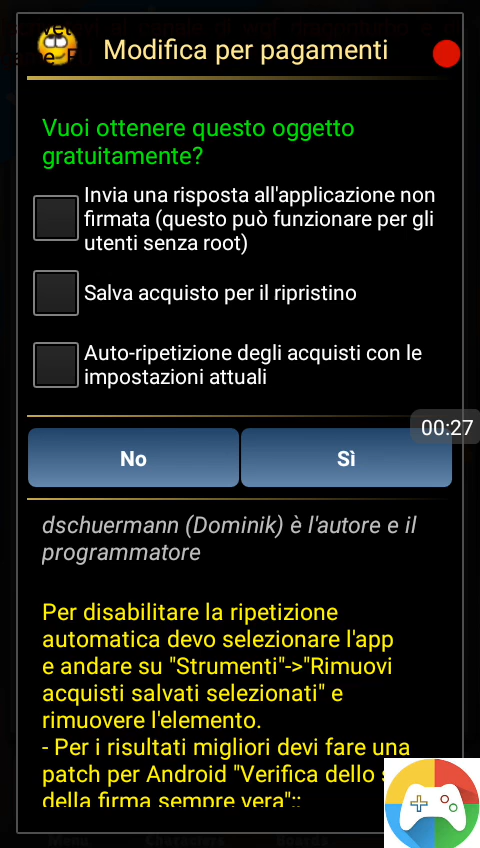 Modifica per pagamenti
Vuoi ottenere questo oggetto
gratuitamente?
Invia una risposta all'applicazione non
firmata (questo può funzionare per gli
utenti senza root)
Salva acquisto per il ripristino
Auto-ripetizione degli acquisti con le
impostazioni attuali
00:27
No
Sì
dschuermann (Dominik) è l'autore e il
programmatore
Per disabilitare la ripetizione
automatica devo selezionare l'app
e andare su "Strumenti"->"Rimuovi
acquisti salvati selezionati" e
rimuovere l'elemento.
- Per i risultati migliori devi fare una
patch per Android "Verifica dello
della firma sempre vera"::
Menu Characters Boards